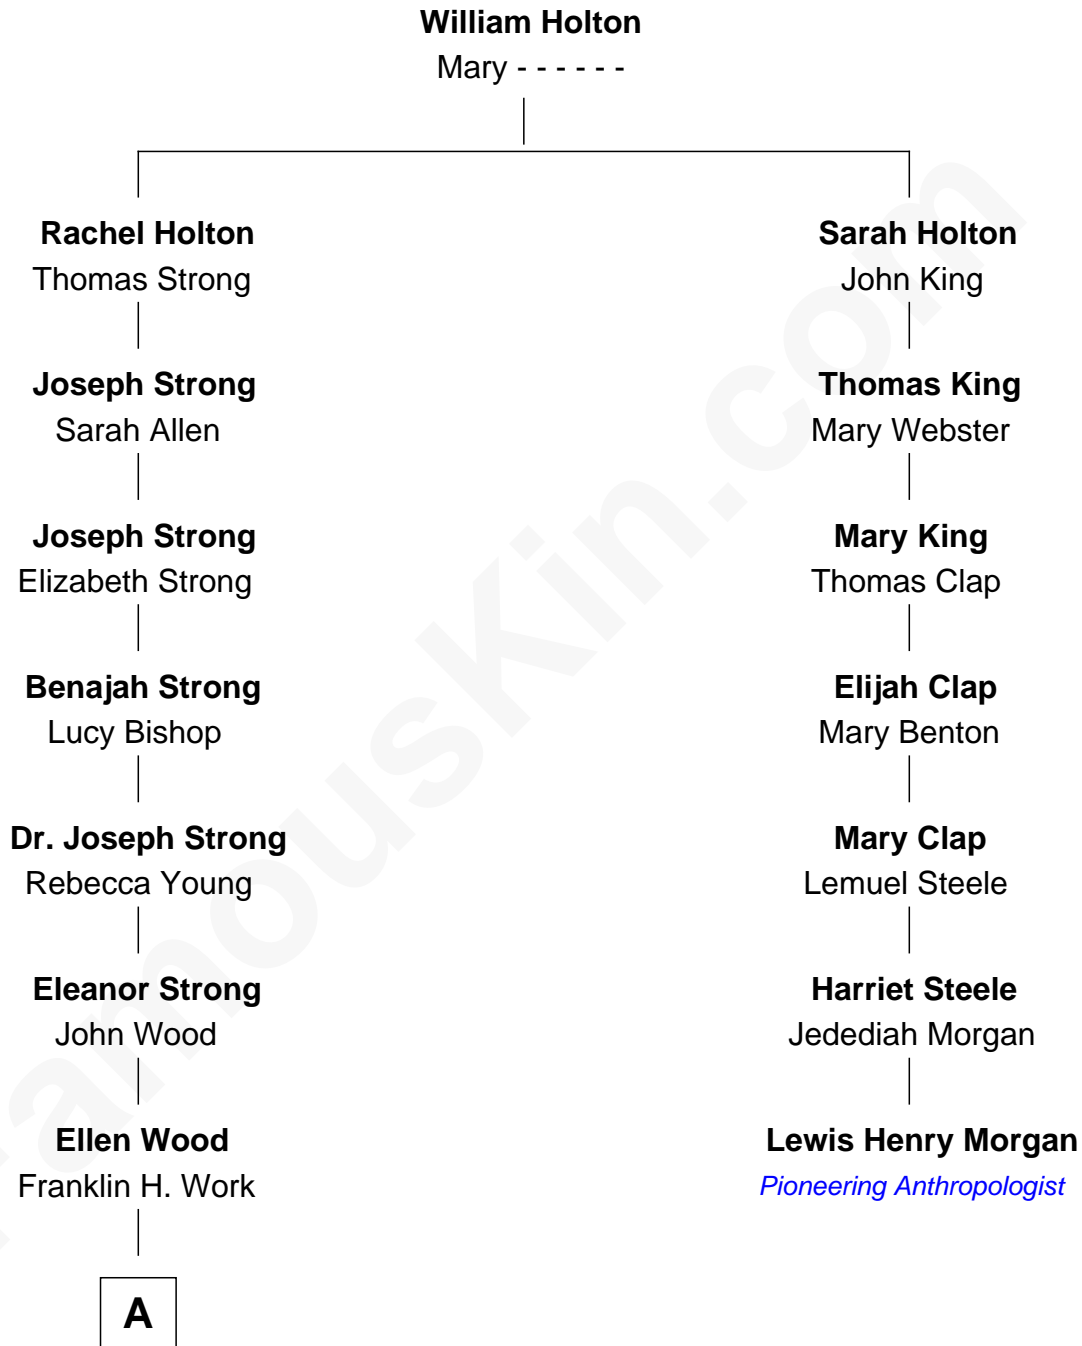 William Holton
Mary - - - - - -
Rachel Holton
Thomas Strong
Sarah Holton
John King
Joseph Strong
Sarah Allen
Thomas King
Mary Webster
Joseph Strong
Elizabeth Strong
Mary King
Thomas Clap
Benajah Strong
Lucy Bishop
Elijah Clap
Mary Benton
Dr. Joseph Strong
Rebecca Young
Mary Clap
Lemuel Steele
Eleanor Strong
John Wood
Harriet Steele
Jedediah Morgan
Ellen Wood
Franklin H. Work
Lewis Henry Morgan
Pioneering Anthropologist
A
FamousKin.com